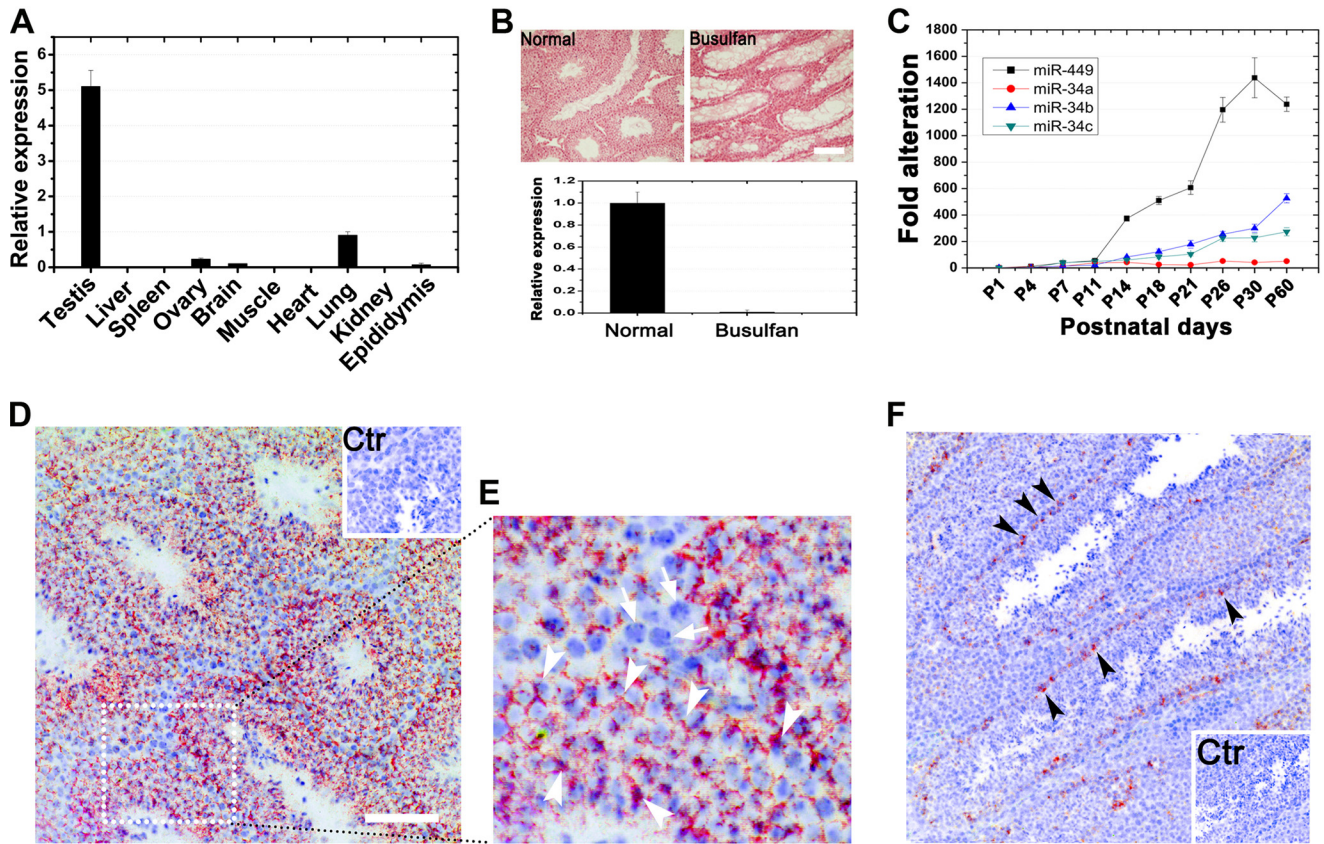 A
Relative expression
6
5
4
3
2
1
0
Testis
Liver
Spleen
Ovary
Brain
Muscle
Heart
Lung
Kidney
Epididymis
B
Normal
Busulfan
Relative expression
1.2
1.0
0.8
0.6
0.4
0.2
0.0
Normal
Busulfan
C
Fold alteration
1800
1600
1400
1200
1000
800
600
400
200
0
miR-449
miR-34a
miR-34b
miR-34c
P1
P4
P7
P11
P14
P18
P21
P26
P30
P60
Postnatal days
D
Ctr
E
F
Ctr